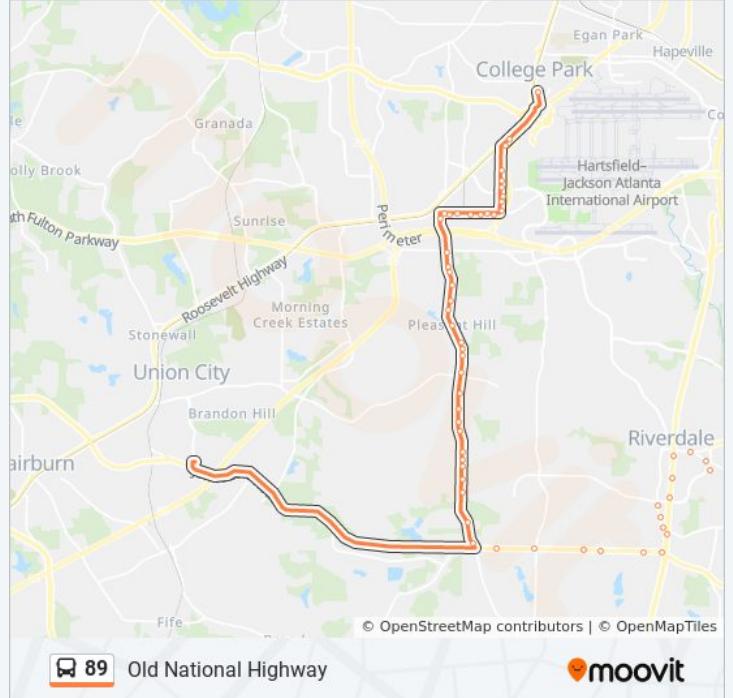 Egan Park
Hapeville
College Park
Co
Granada
Hartsfield–
Jackson Atlanta
International Airport
olly Brook
Sunrise
th Fulton Parkway
Perimeter
Roosevelt Highway
Morning
Creek Estates
Pleasant Hill
Stonewall
Union City
Brandon Hill
Riverdale
airburn
Fife
© OpenStreetMap contributors | © OpenMapTiles
89 Old National Highway
moovit